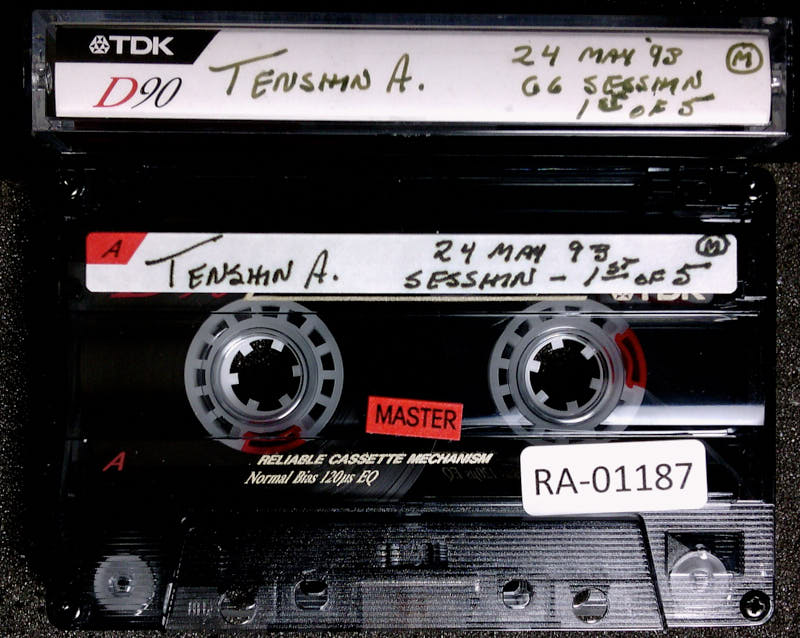 TDK
D90
TENSHIN A.
24 MAY '93
GG SESSHIN
1ST OF 5
M
A
TENSHIN A.
24 MAY 93
SESSHIN - 1ST OF 5
M
TDK
MASTER
A
RELIABLE CASSETTE MECHANISM
Normal Bias 120µs EQ
RA-01187